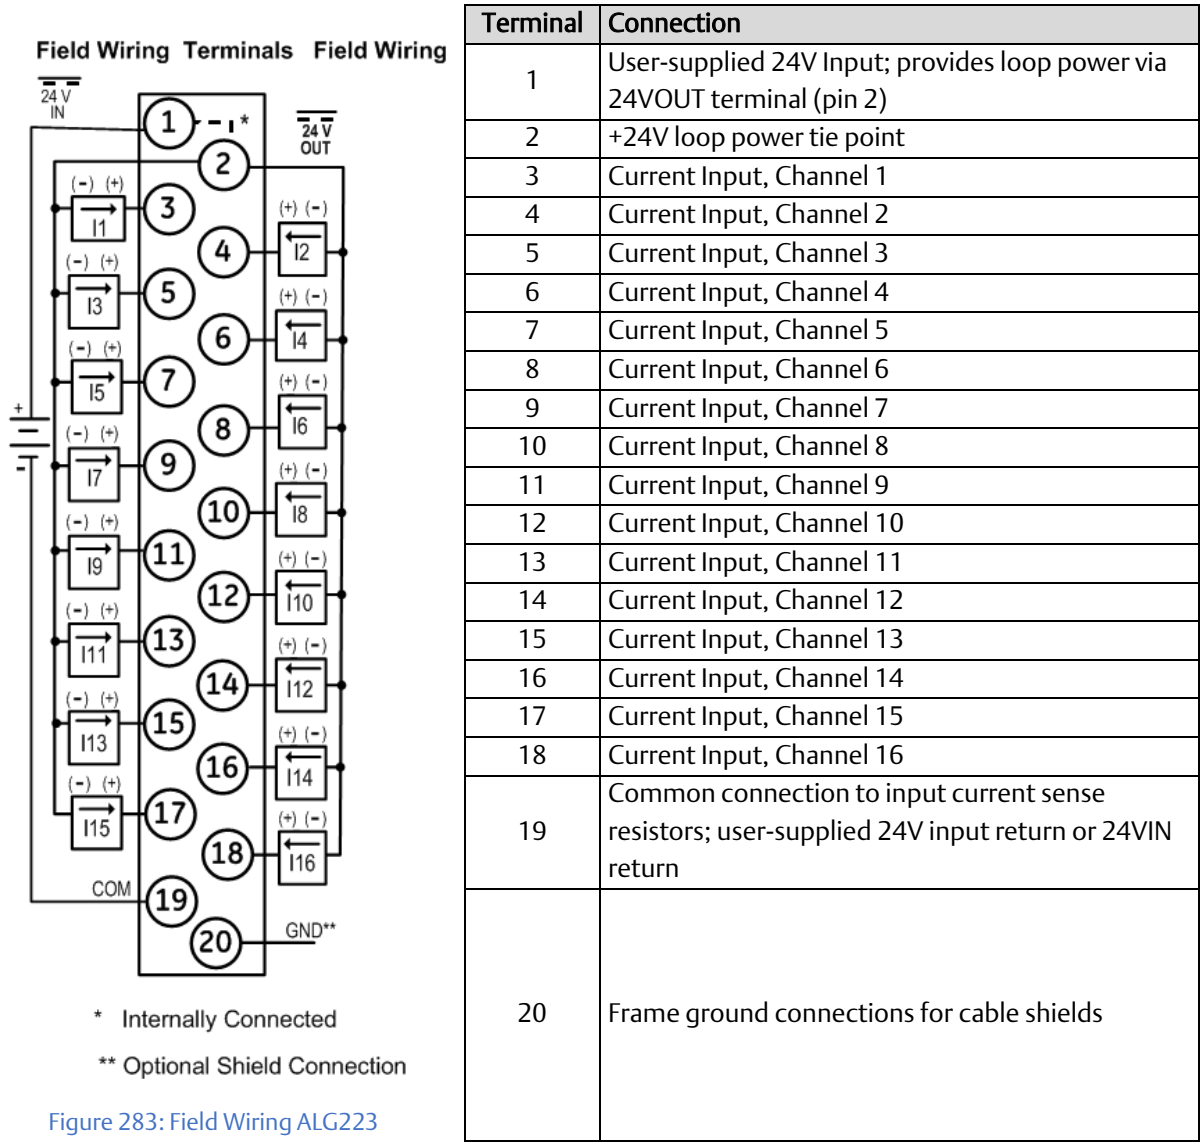 Field Wiring Terminals Field Wiring
24 V
IN
1
*
24 V
OUT
2
(-) (+)
I1
3
(+) (-)
4
I2
(-) (+)
I3
5
(+) (-)
6
I4
(-) (+)
I5
7
(+) (-)
8
I6
+
-
(-) (+)
I7
9
(+) (-)
10
I8
(-) (+)
I9
11
(+) (-)
12
I10
(-) (+)
I11
13
(+) (-)
14
I12
(-) (+)
I13
15
(+) (-)
16
I14
(-) (+)
I15
17
(+) (-)
18
I16
COM
19
20
GND**
* Internally Connected
** Optional Shield Connection
Figure 283: Field Wiring ALG223
Terminal Connection
1 User-supplied 24V Input; provides loop power via
24VOUT terminal (pin 2)
2 +24V loop power tie point
3 Current Input, Channel 1
4 Current Input, Channel 2
5 Current Input, Channel 3
6 Current Input, Channel 4
7 Current Input, Channel 5
8 Current Input, Channel 6
9 Current Input, Channel 7
10 Current Input, Channel 8
11 Current Input, Channel 9
12 Current Input, Channel 10
13 Current Input, Channel 11
14 Current Input, Channel 12
15 Current Input, Channel 13
16 Current Input, Channel 14
17 Current Input, Channel 15
18 Current Input, Channel 16
19 Common connection to input current sense
resistors; user-supplied 24V input return or 24VIN
return
20 Frame ground connections for cable shields